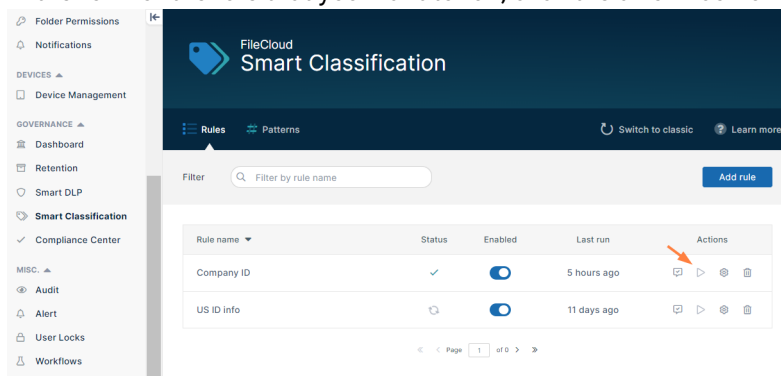 Folder Permissions
Notifications
DEVICES
Device Management
GOVERNANCE
Dashboard
Retention
Smart DLP
Smart Classification
Compliance Center
MISC.
Audit
Alert
User Locks
Workflows
FileCloud
Smart Classification
Rules Patterns Switch to classic Learn more
Filter Filter by rule name Add rule
Rule name Status Enabled Last run Actions
Company ID 5 hours ago
US ID info 11 days ago
« < Page 1 of 0 > »